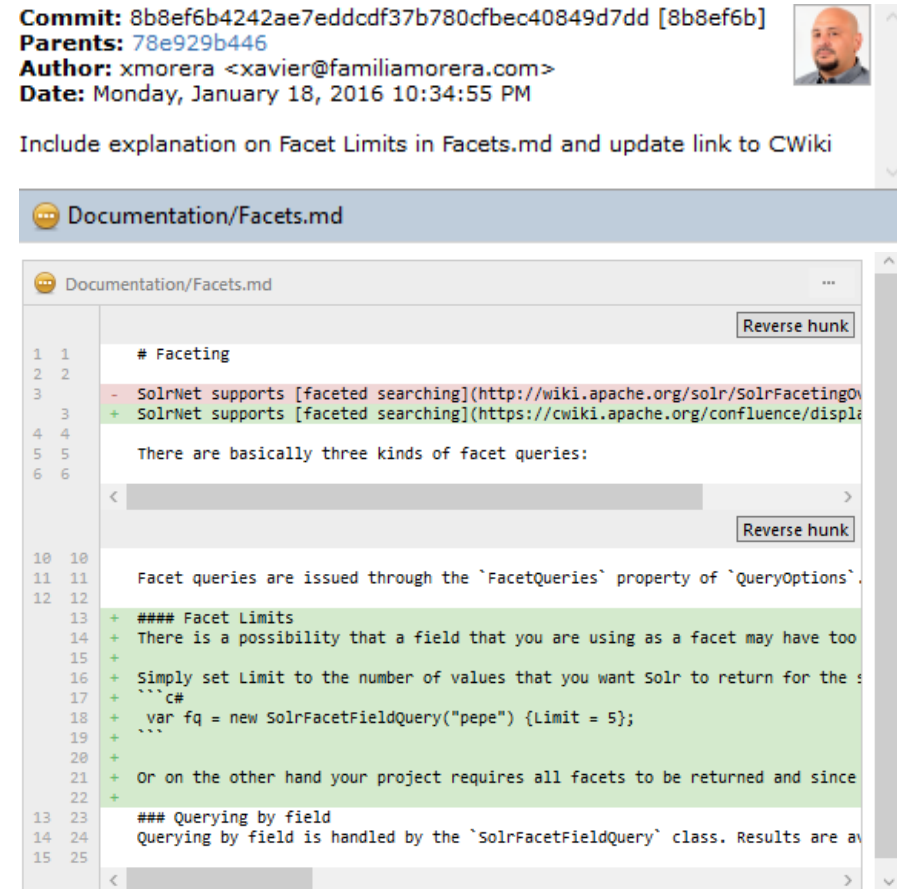 Commit: 8b8ef6b4242ae7eddcdf37b780cfbec40849d7dd [8b8ef6b]
Parents: 78e929b446
Author: xmorera <xavier@familiamorera.com>
Date: Monday, January 18, 2016 10:34:55 PM
Include explanation on Facet Limits in Facets.md and update link to CWiki
Documentation/Facets.md
Documentation/Facets.md ...
Reverse hunk
1 1 # Faceting
2 2
3 - SolrNet supports [faceted searching](http://wiki.apache.org/solr/SolrFacetingOv
3 + SolrNet supports [faceted searching](https://cwiki.apache.org/confluence/displa
4 4
5 5 There are basically three kinds of facet queries:
6 6
Reverse hunk
10 10
11 11 Facet queries are issued through the `FacetQueries` property of `QueryOptions`.
12 12
13 + #### Facet Limits
14 + There is a possibility that a field that you are using as a facet may have too
15 +
16 + Simply set Limit to the number of values that you want Solr to return for the s
17 + ```c#
18 + var fq = new SolrFacetFieldQuery("pepe") {Limit = 5};
19 + ```
20 +
21 + Or on the other hand your project requires all facets to be returned and since
22 +
13 23 ### Querying by field
14 24 Querying by field is handled by the `SolrFacetFieldQuery` class. Results are av
15 25